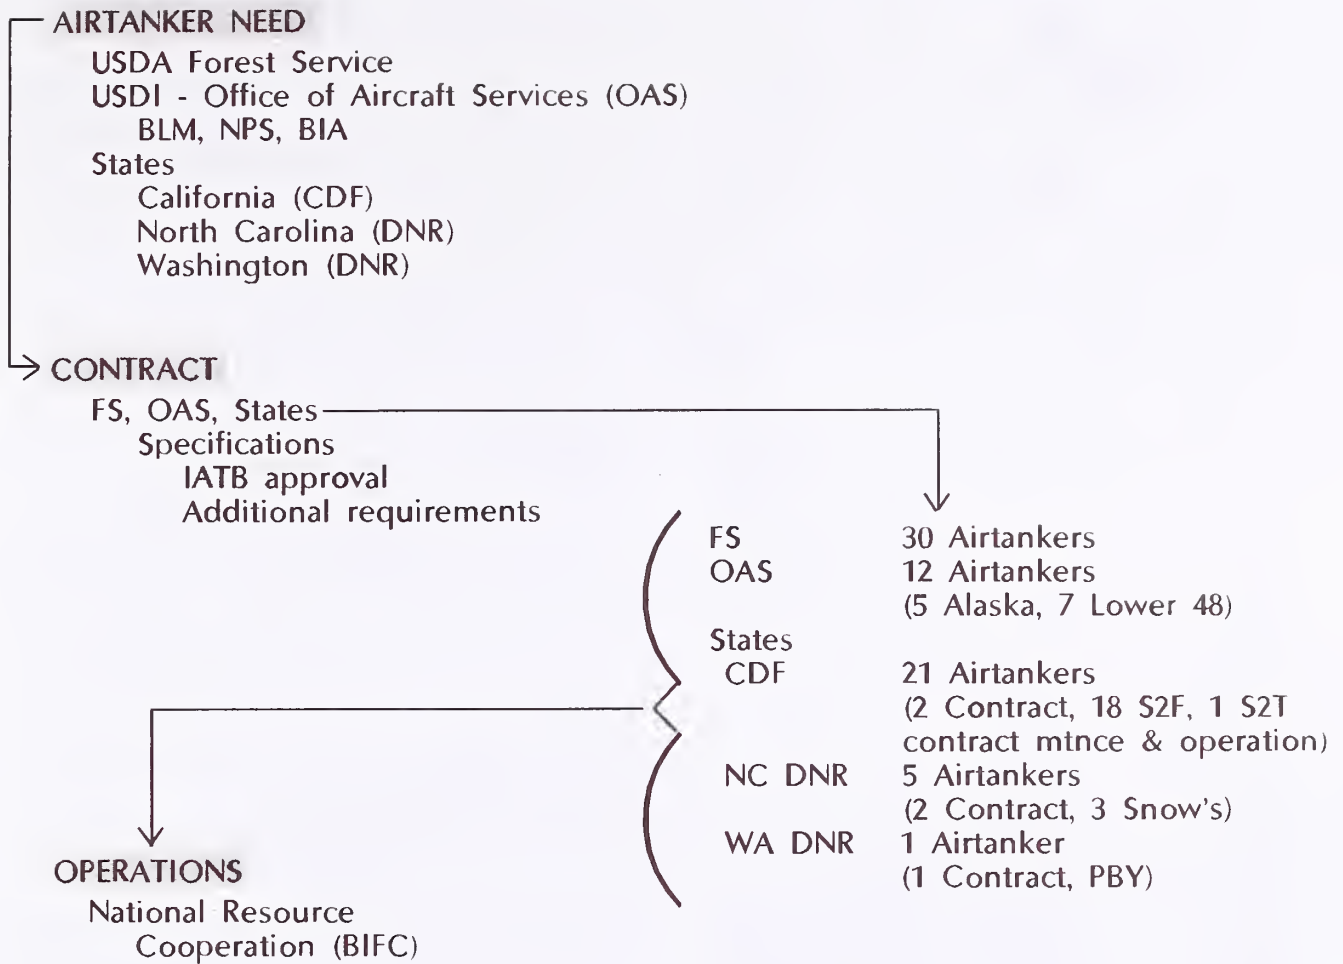 AIRTANKER NEED
USDA Forest Service
USDI - Office of Aircraft Services (OAS)
BLM, NPS, BIA
States
California (CDF)
North Carolina (DNR)
Washington (DNR)
CONTRACT
FS, OAS, States
Specifications
IATB approval
Additional requirements
FS 30 Airtankers
OAS 12 Airtankers
(5 Alaska, 7 Lower 48)
States
CDF 21 Airtankers
(2 Contract, 18 S2F, 1 S2T
contract mtnce & operation)
NC DNR 5 Airtankers
(2 Contract, 3 Snow's)
WA DNR 1 Airtanker
(1 Contract, PBY)
OPERATIONS
National Resource
Cooperation (BIFC)